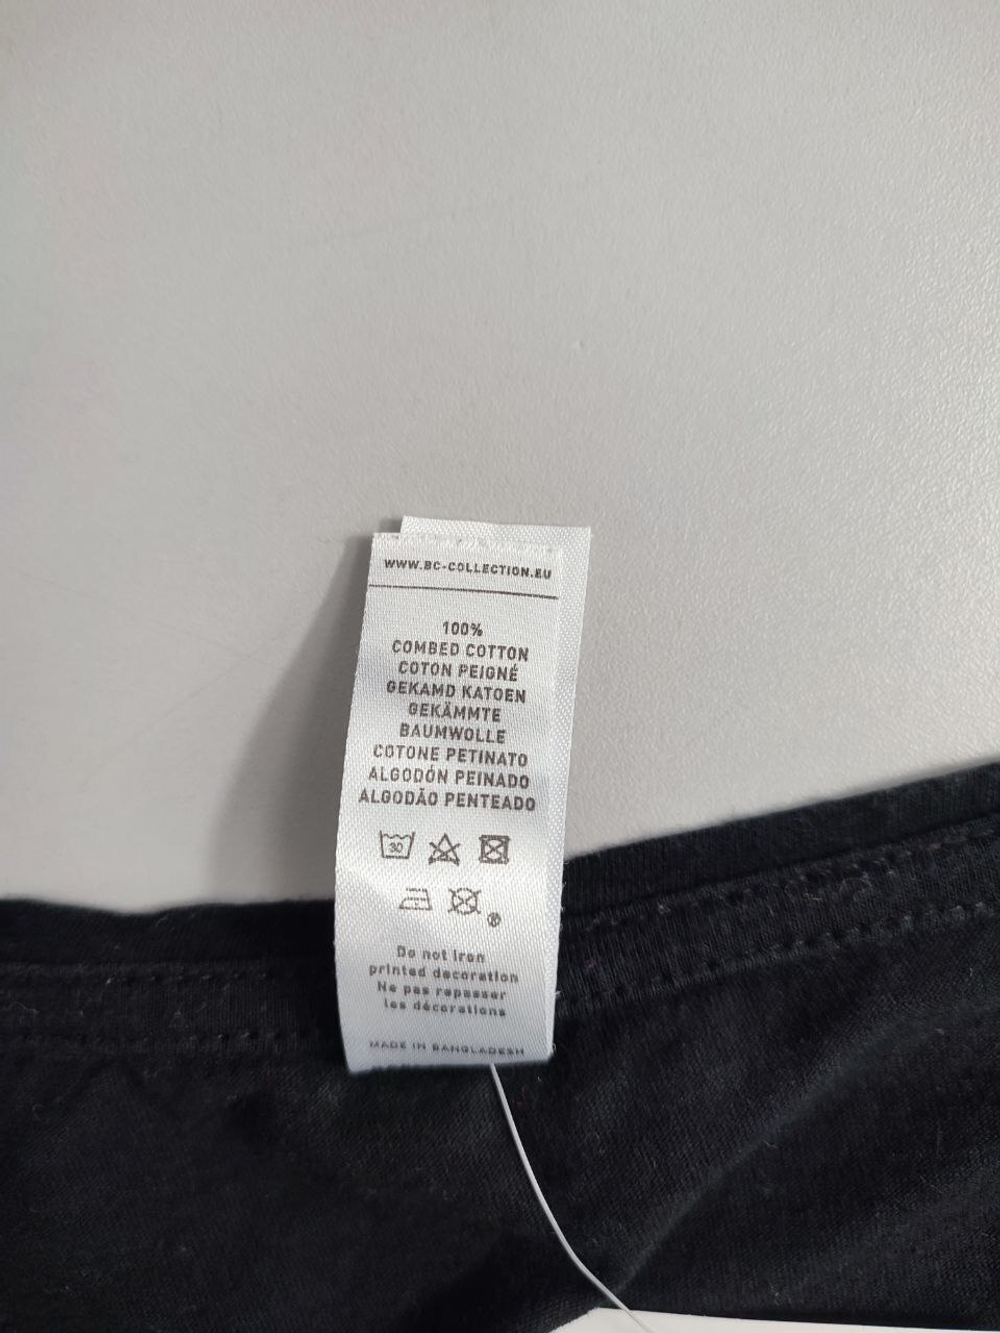 WWW.BC-COLLECTION.EU
100%
COMBED COTTON
COTON PEIGNÉ
GEKAMD KATOEN
GEKÄMMTE
BAUMWOLLE
COTONE PETINATO
ALGODÓN PEINADO
ALGODÃO PENTEADO
30
Do not iron
printed decoration
Ne pas repasser
les décorations
MADE IN BANGLADESH